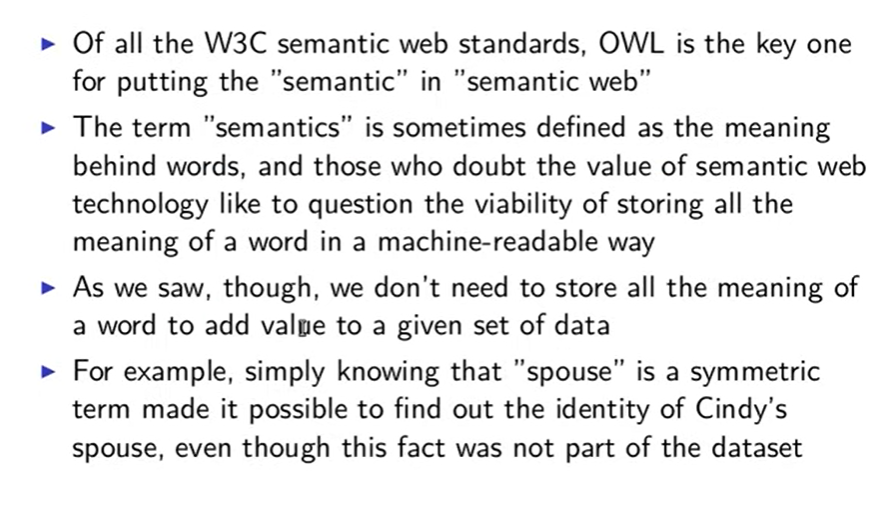 Of all the W3C semantic web standards, OWL is the key one
for putting the ”semantic” in ”semantic web”
The term ”semantics” is sometimes defined as the meaning
behind words, and those who doubt the value of semantic web
technology like to question the viability of storing all the
meaning of a word in a machine-readable way
As we saw, though, we don't need to store all the meaning of
a word to add value to a given set of data
For example, simply knowing that ”spouse” is a symmetric
term made it possible to find out the identity of Cindy's
spouse, even though this fact was not part of the dataset